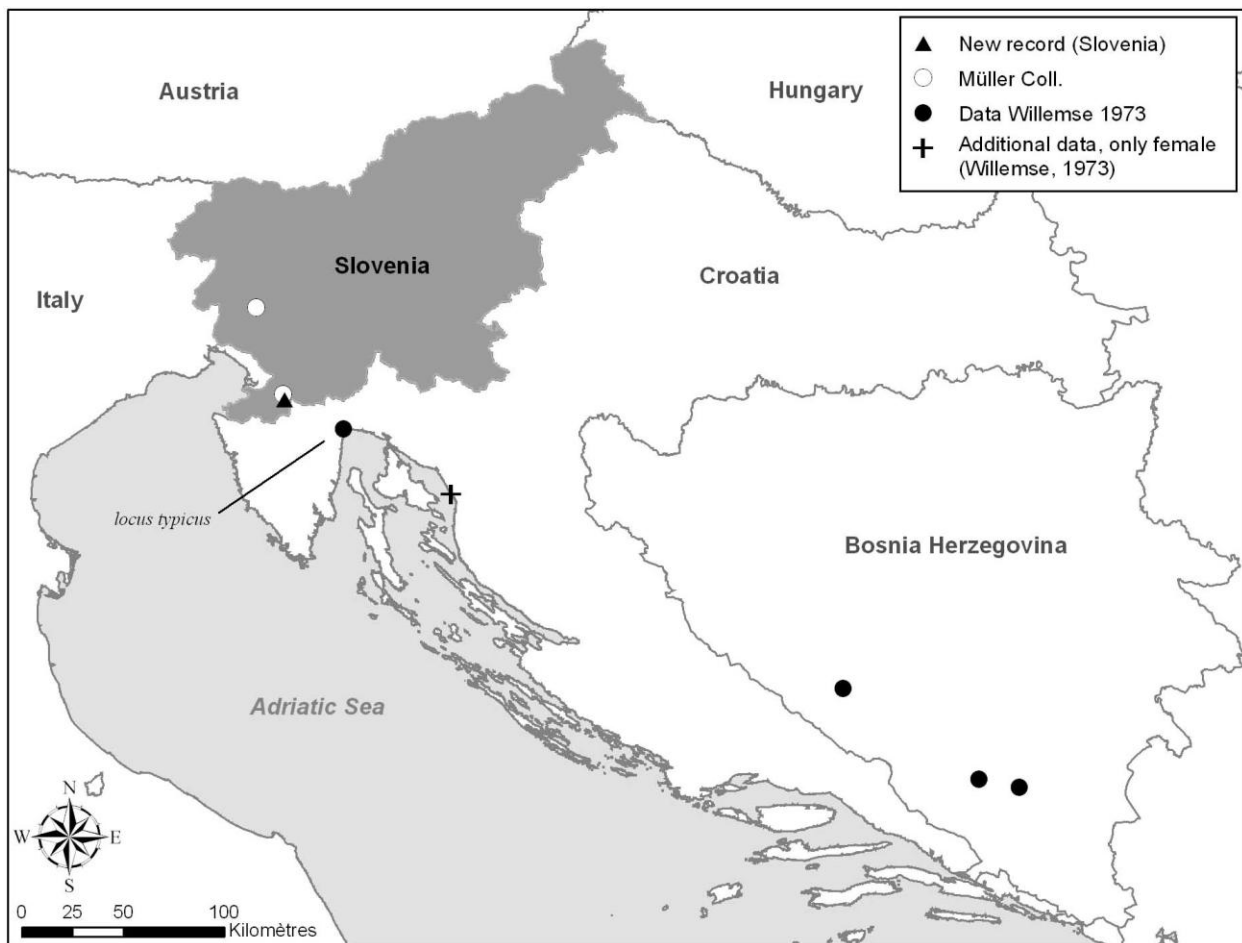 Austria
Hungary
New record (Slovenia)
Müller Coll.
Data Willemse 1973
Additional data, only female
(Willemse, 1973)
Slovenia
Croatia
Italy
locus typicus
Bosnia Herzegovina
Adriatic Sea
N
W
E
S
0 25 50 100
Kilomètres